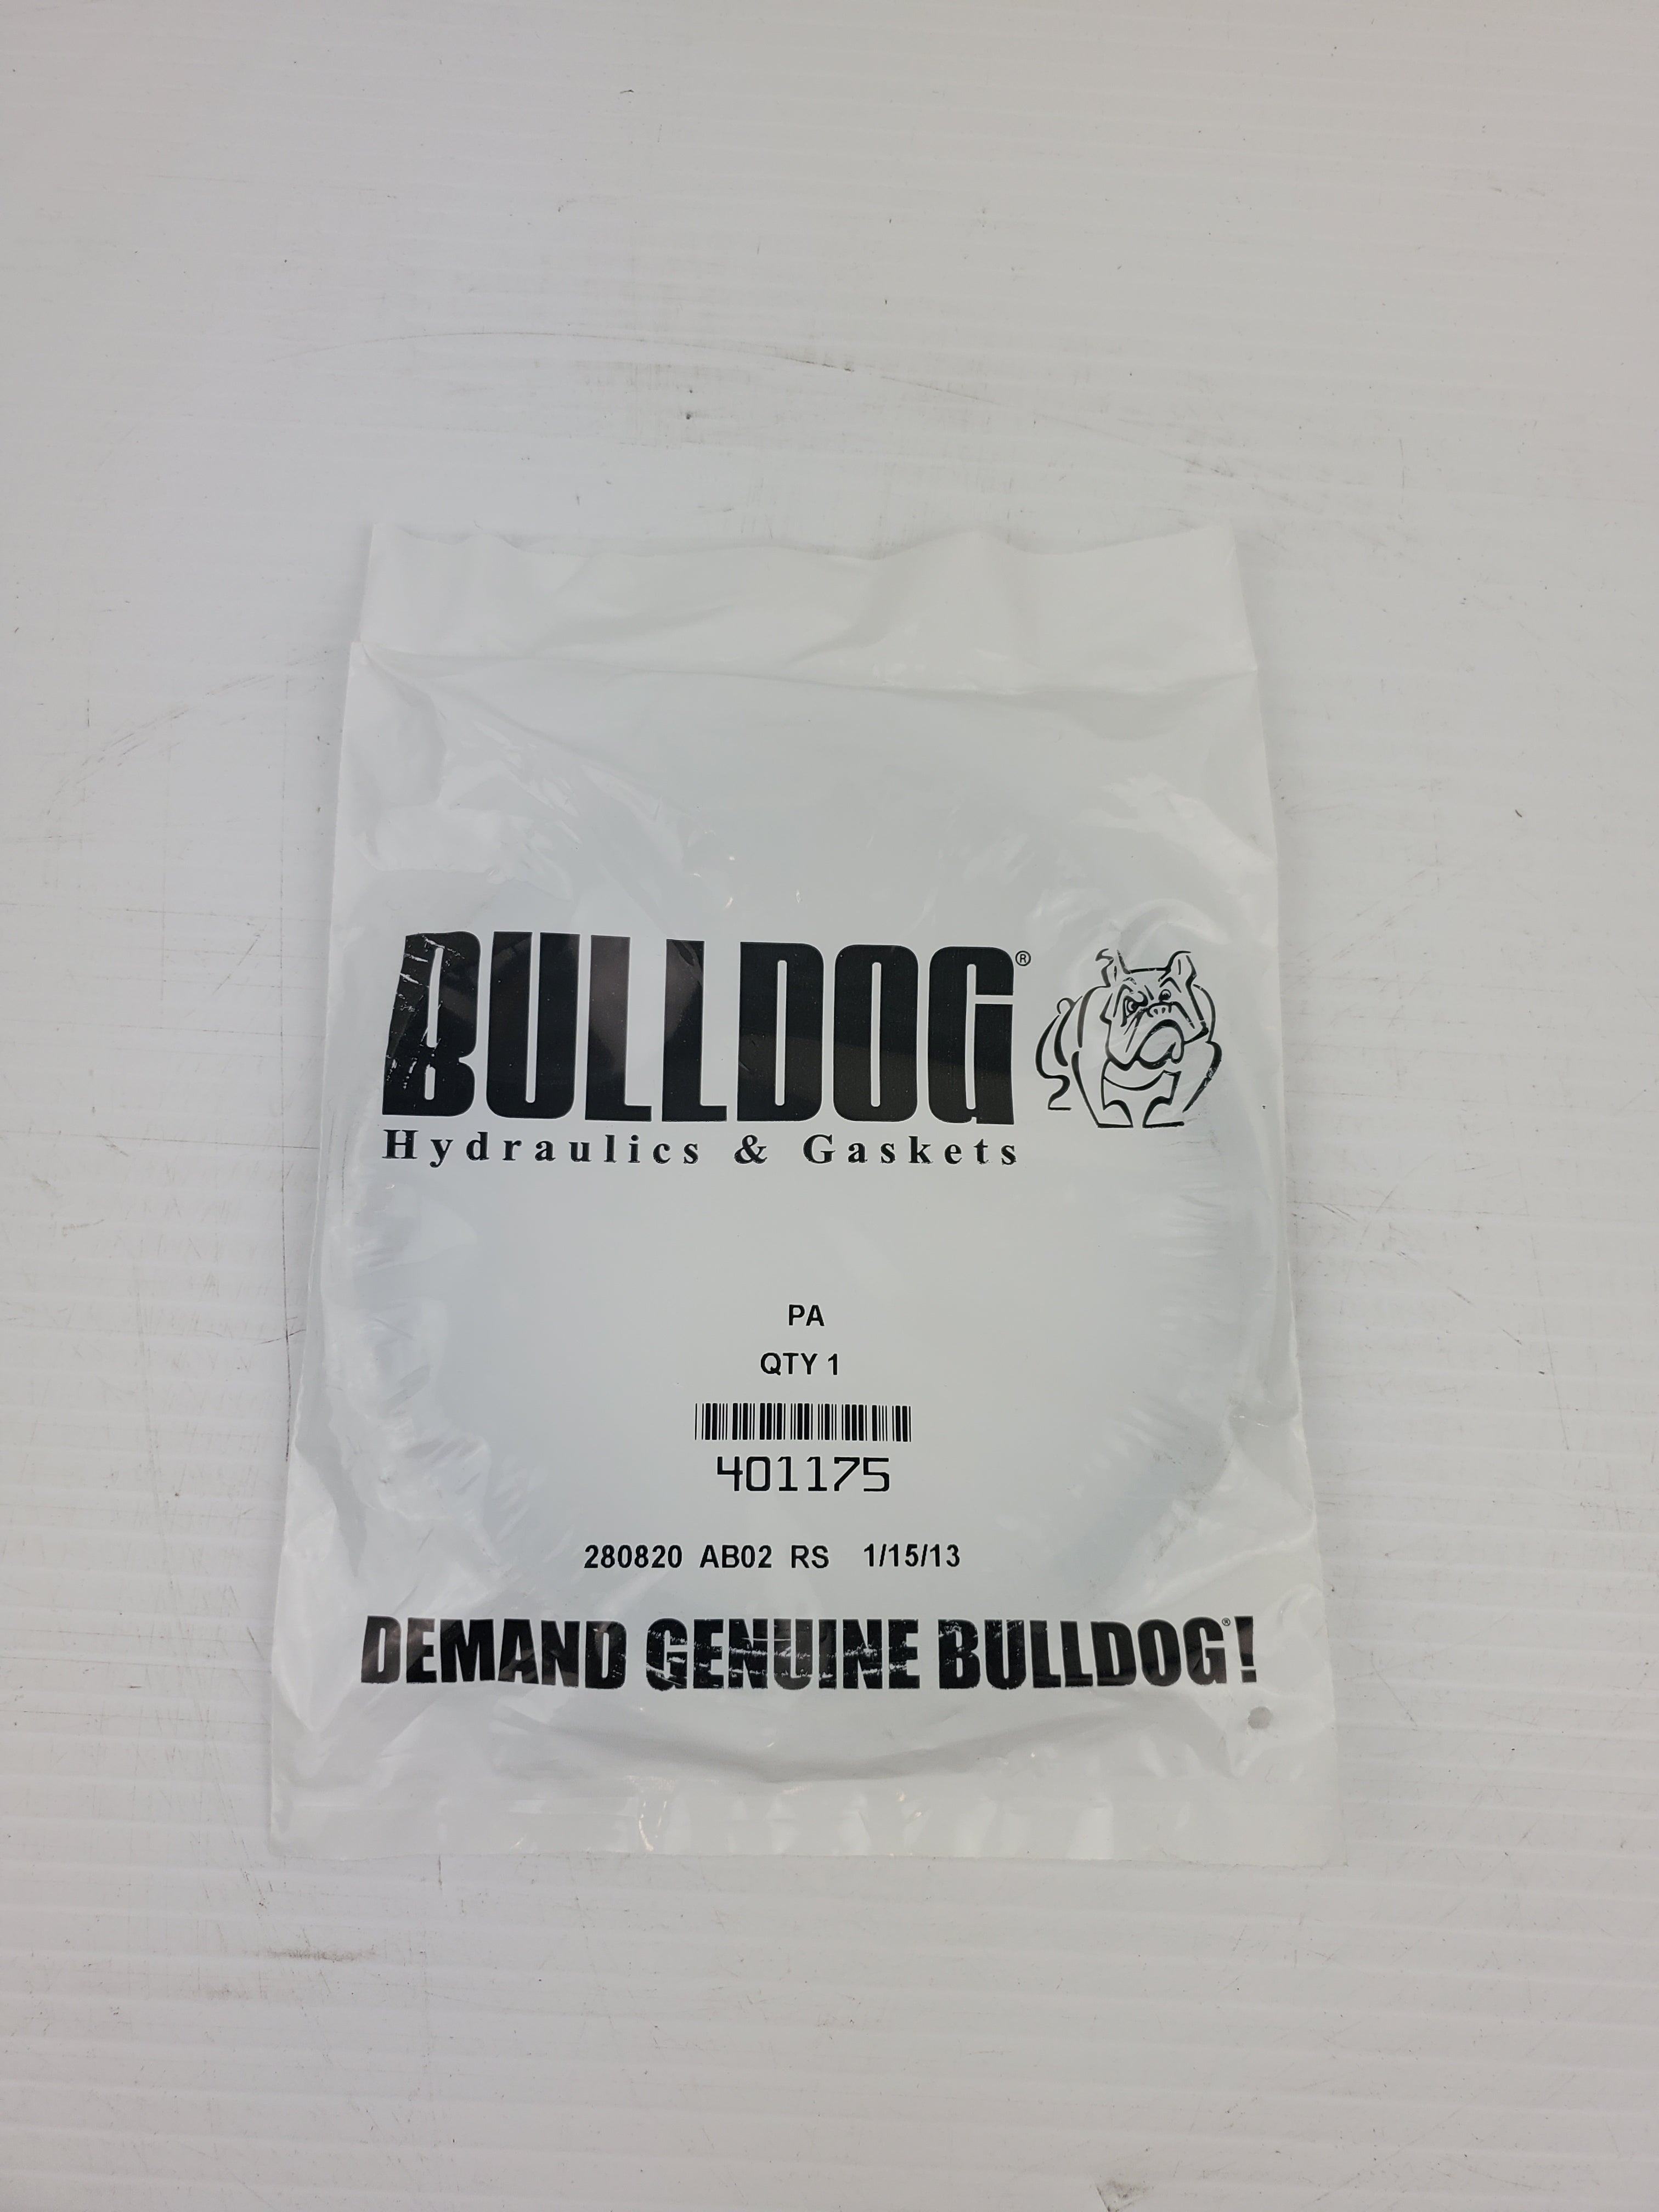 BULLDOG®
Hydraulics & Gaskets
PA
QTY 1
401175
280820 AB02 RS 1/15/13
DEMAND GENUINE BULLDOG®!